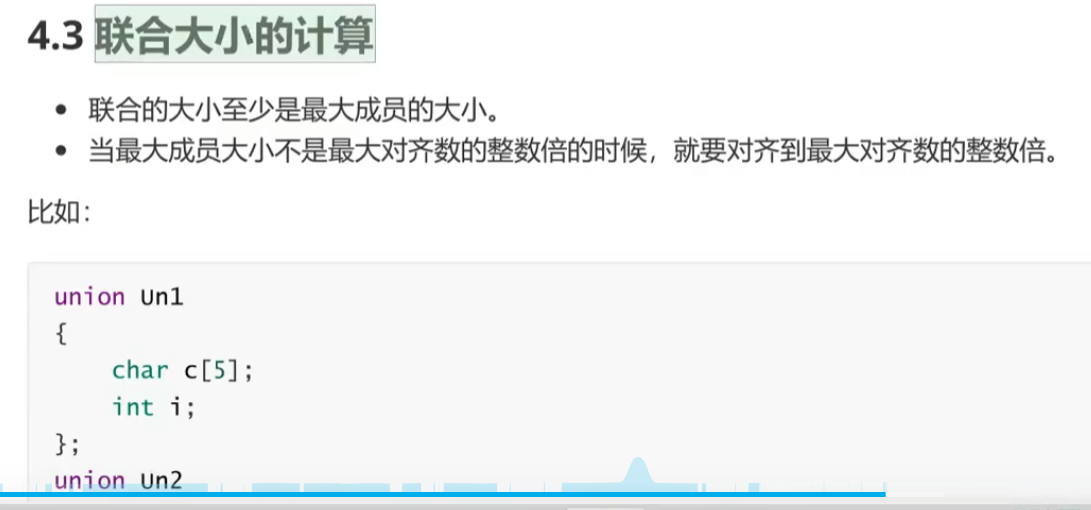 4.3 联合大小的计算
• 联合的大小至少是最大成员的大小。
• 当最大成员大小不是最大对齐数的整数倍的时候，就要对齐到最大对齐数的整数倍。
比如：
union Un1
{
    char c[5];
    int i;
};
union Un2